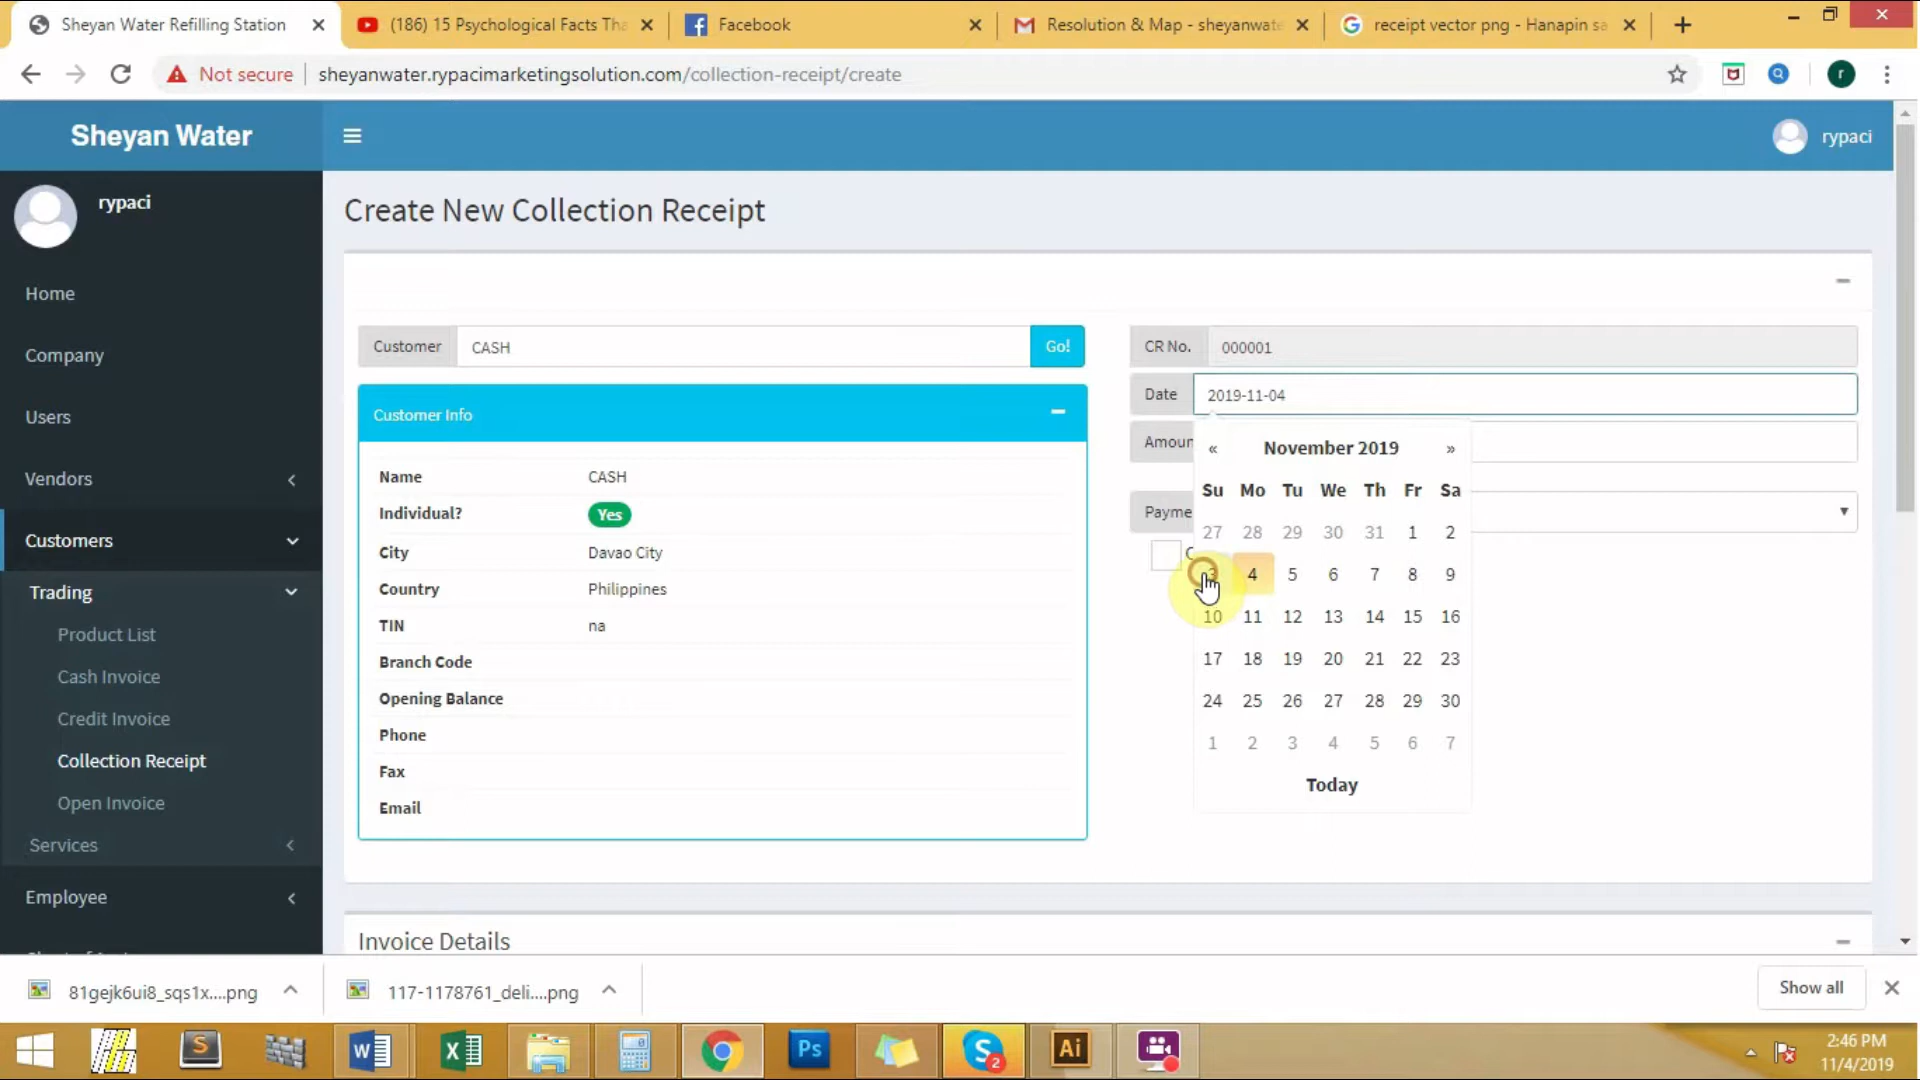 Sheyan Water Refilling Station
(186) 15 Psychological Facts Tha
Facebook
Resolution & Map - sheyanwate
receipt vector png - Hanapin sa
Not secure
sheyanwater.rypacimarketingsolution.com/collection-receipt/create
r
Sheyan Water
rypaci
rypaci
Home
Company
Users
Vendors
Customers
Trading
Product List
Cash Invoice
Credit Invoice
Collection Receipt
Open Invoice
Services
Employee
Create New Collection Receipt
Customer CASH Go!
Customer Info
Name CASH
Individual? Yes
City Davao City
Country Philippines
TIN na
Branch Code
Opening Balance
Phone
Fax
Email
CR No. 000001
Date 2019-11-04
Amoun
Payme
« November 2019 »
Su Mo Tu We Th Fr Sa
27 28 29 30 31 1 2
3 4 5 6 7 8 9
10 11 12 13 14 15 16
17 18 19 20 21 22 23
24 25 26 27 28 29 30
1 2 3 4 5 6 7
Today
Invoice Details
81gejk6ui8_sqs1x....png
117-1178761_deli....png
Show all
S
W
X
Ps
S 2
Ai
2:46 PM
11/4/2019